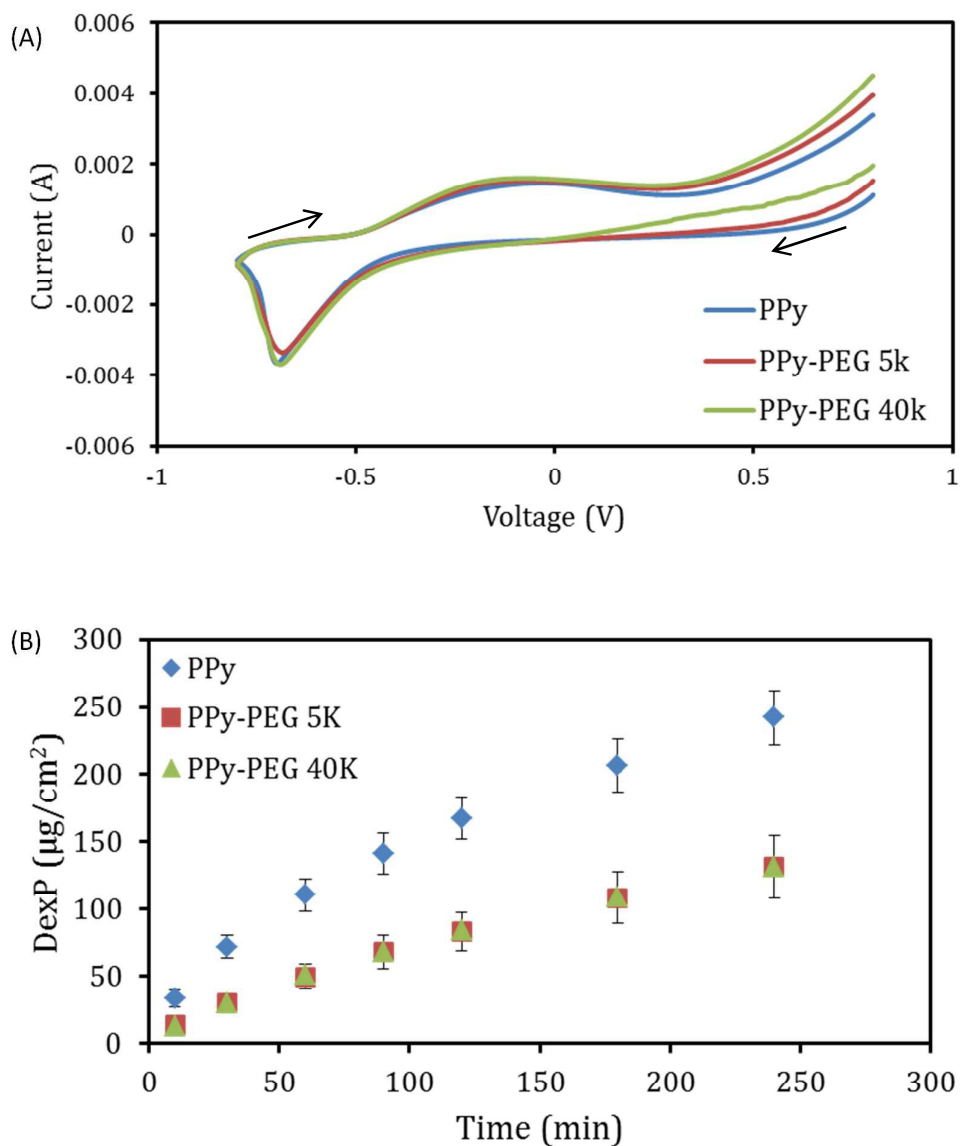 (A)
0.006
0.004
0.002
0
-0.002
-0.004
-0.006
Current (A)
PPy
PPy-PEG 5k
PPy-PEG 40k
-1
-0.5
0
0.5
1
Voltage (V)
(B)
300
250
200
150
100
50
0
DexP (µg/cm²)
PPy
PPy-PEG 5K
PPy-PEG 40K
0
50
100
150
200
250
300
Time (min)